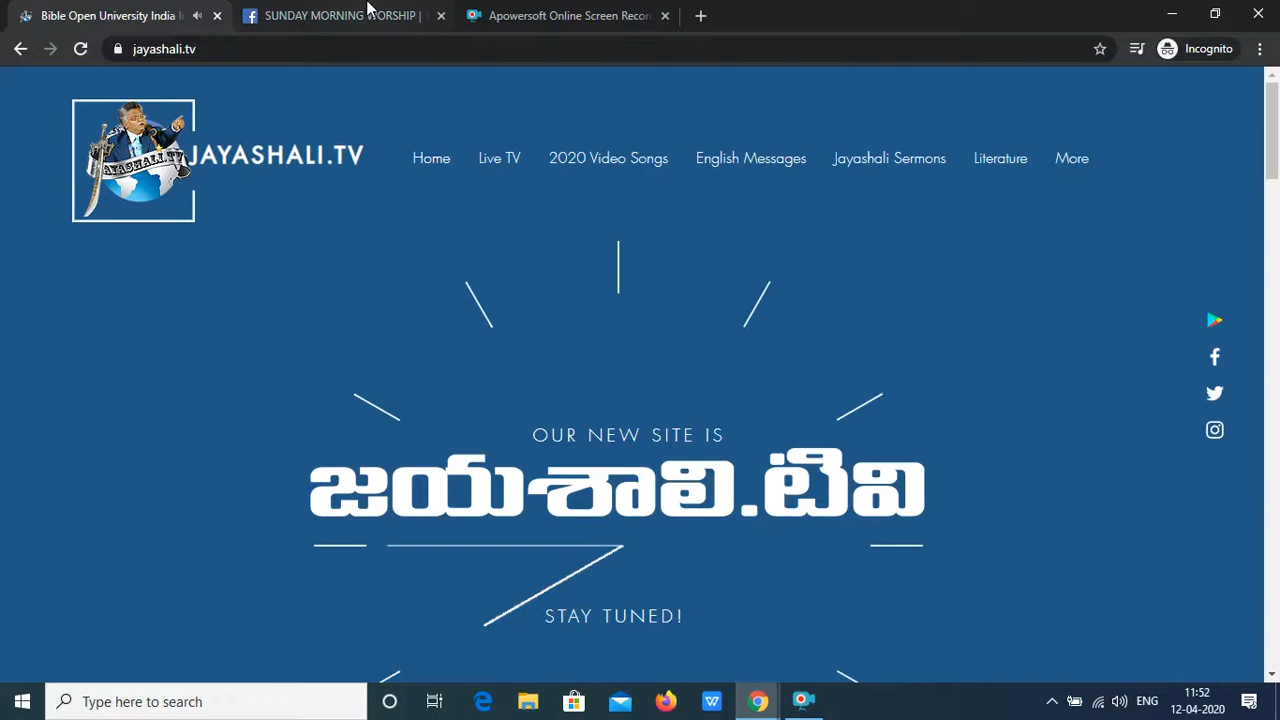 Bible Open University India I
SUNDAY MORNING WORSHIP |
Apowersoft Online Screen Recor
jayashali.tv
Incognito
JAYASHALI.TV
JAYASHALI.TV
Home
Live TV
2020 Video Songs
English Messages
Jayashali Sermons
Literature
More
OUR NEW SITE IS
జయశాలి.టివి
STAY TUNED!
Type here to search
ENG
11:52
12-04-2020